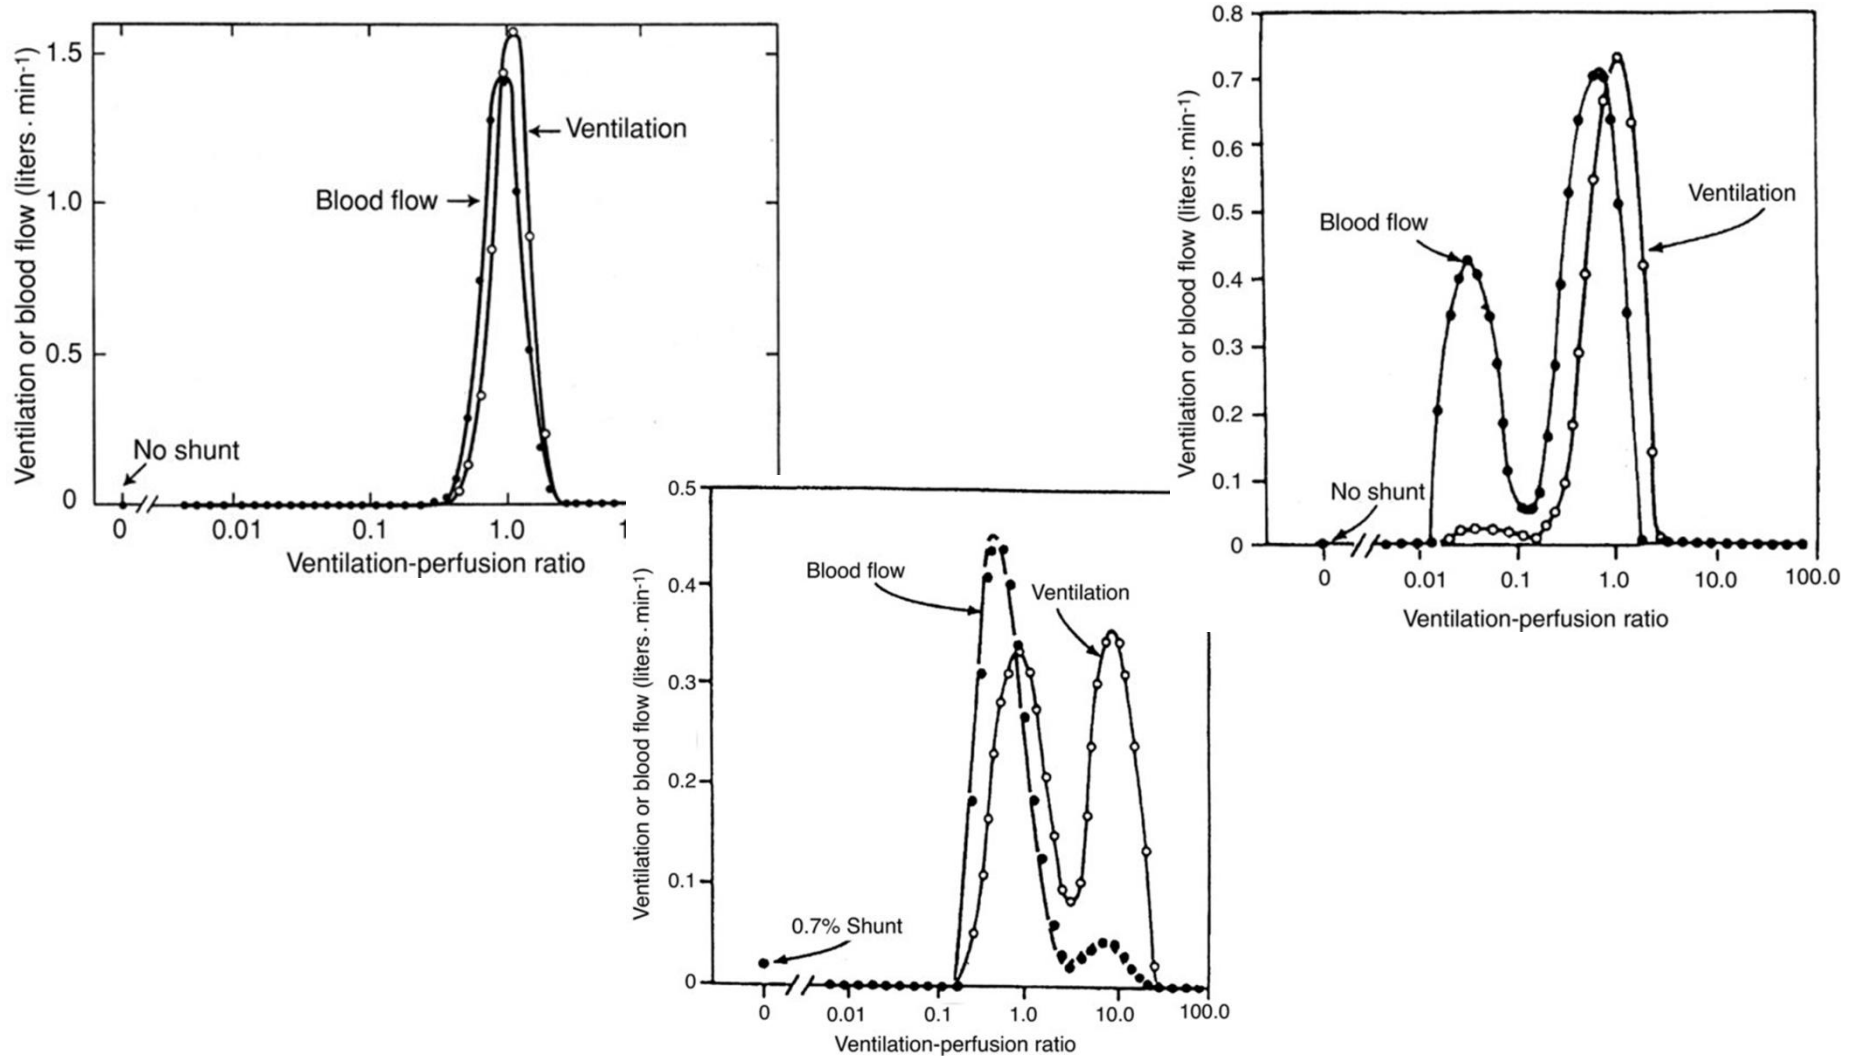 Ventilation or blood flow (liters · min⁻¹)
1.5
1.0
0.5
0
Ventilation
Blood flow
No shunt
0
0.01
0.1
1.0
1
Ventilation-perfusion ratio
Ventilation or blood flow (liters · min⁻¹)
0.8
0.7
0.6
0.5
0.4
0.3
0.2
0.1
0
Ventilation
Blood flow
No shunt
0
0.01
0.1
1.0
10.0
100.0
Ventilation-perfusion ratio
Ventilation or blood flow (liters · min⁻¹)
0.5
0.4
0.3
0.2
0.1
0
Blood flow
Ventilation
0.7% Shunt
0
0.01
0.1
1.0
10.0
100.0
Ventilation-perfusion ratio